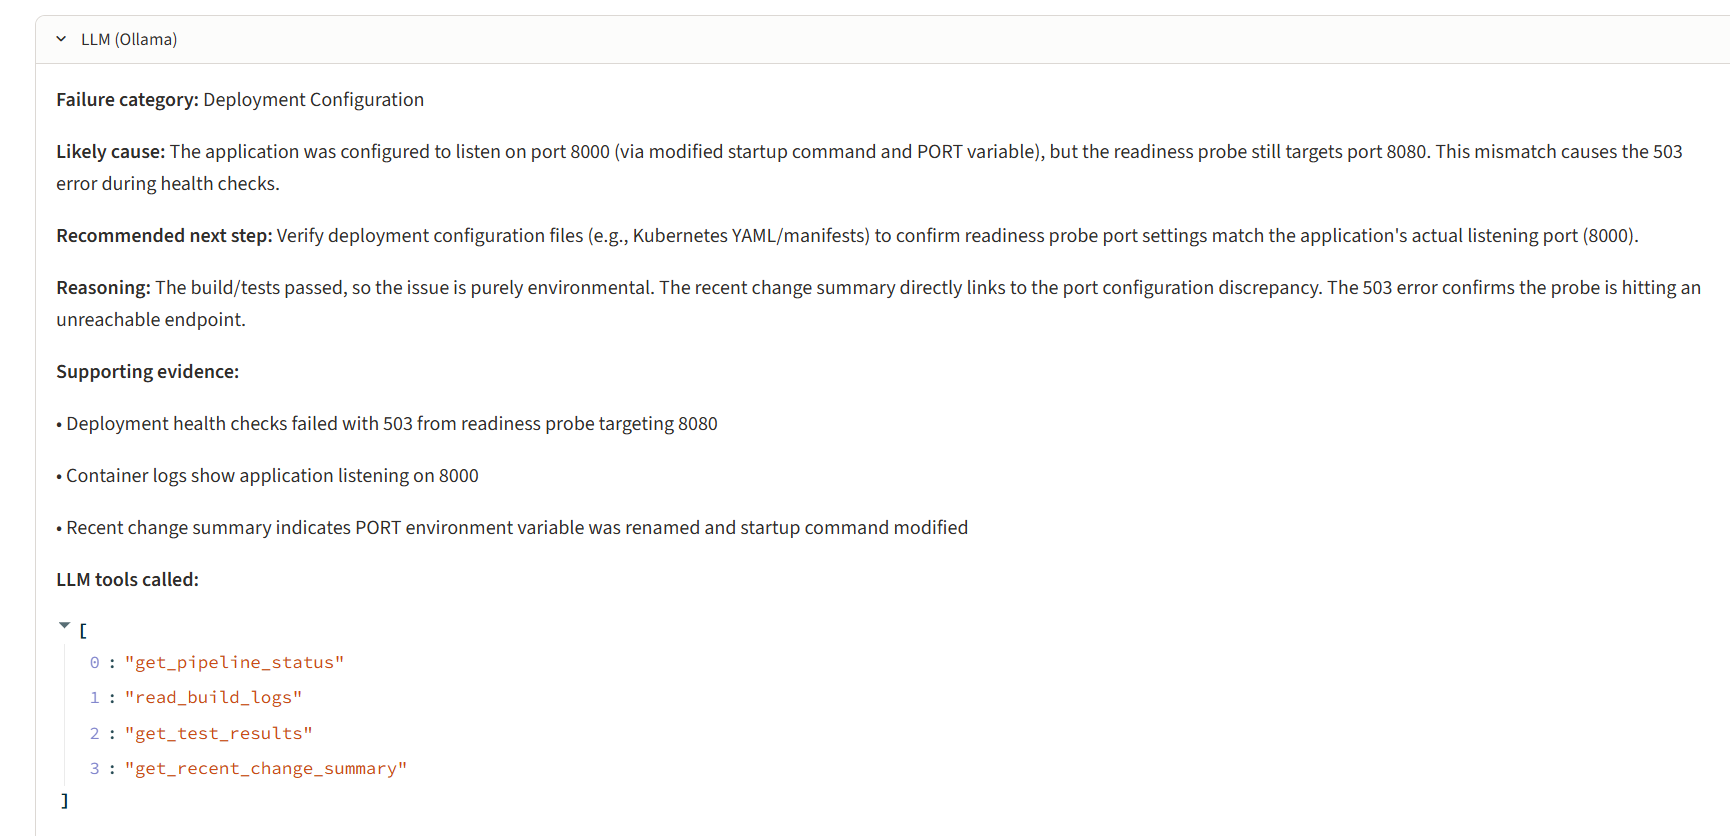 LLM (Ollama)
Failure category: Deployment Configuration
Likely cause: The application was configured to listen on port 8000 (via modified startup command and PORT variable), but the readiness probe still targets port 8080. This mismatch causes the 503
error during health checks.
Recommended next step: Verify deployment configuration files (e.g., Kubernetes YAML/manifests) to confirm readiness probe port settings match the application's actual listening port (8000).
Reasoning: The build/tests passed, so the issue is purely environmental. The recent change summary directly links to the port configuration discrepancy. The 503 error confirms the probe is hitting an
unreachable endpoint.
Supporting evidence:
• Deployment health checks failed with 503 from readiness probe targeting 8080
• Container logs show application listening on 8000
• Recent change summary indicates PORT environment variable was renamed and startup command modified
LLM tools called:
[
0 : "get_pipeline_status"
1 : "read_build_logs"
2 : "get_test_results"
3 : "get_recent_change_summary"
]